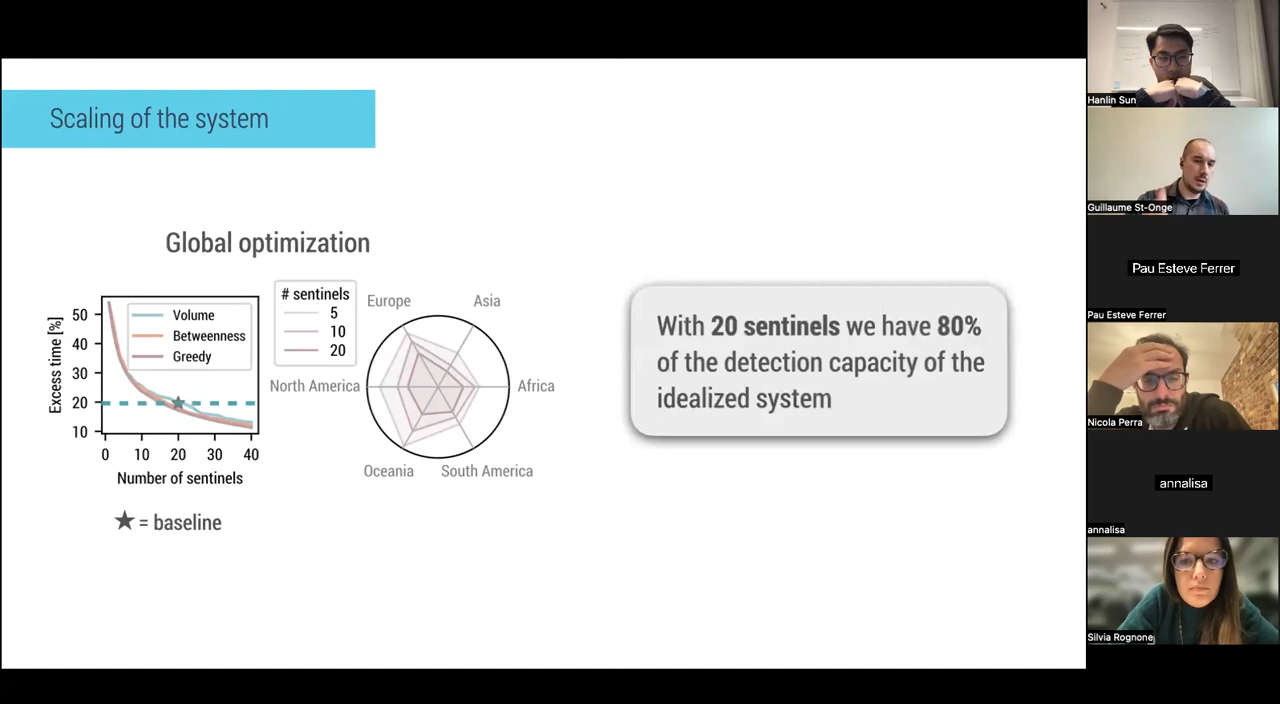 Scaling of the system
Global optimization
Excess time [%]
50
40
30
20
10
Volume
Betweenness
Greedy
0 10 20 30 40
Number of sentinels
★ = baseline
# sentinels
5
10
20
Europe
Asia
North America
Africa
Oceania
South America
With 20 sentinels we have 80%
of the detection capacity of the
idealized system
Hanlin Sun
Guillaume St-Onge
Pau Esteve Ferrer
Pau Esteve Ferrer
Nicola Perra
annalisa
annalisa
Silvia Rognone